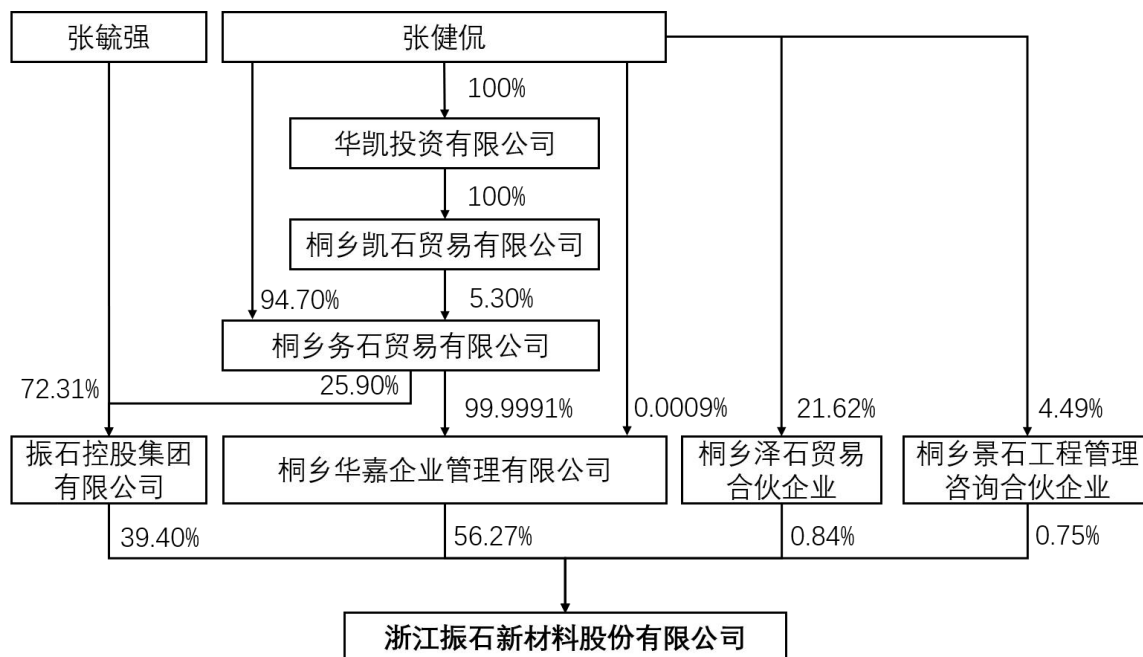 张毓强
张健侃
100%
华凯投资有限公司
100%
桐乡凯石贸易有限公司
94.70%
5.30%
桐乡务石贸易有限公司
72.31%
25.90%
99.9991%
0.0009%
21.62%
4.49%
振石控股集团
有限公司
桐乡华嘉企业管理有限公司
桐乡泽石贸易
合伙企业
桐乡景石工程管理
咨询合伙企业
39.40%
56.27%
0.84%
0.75%
浙江振石新材料股份有限公司